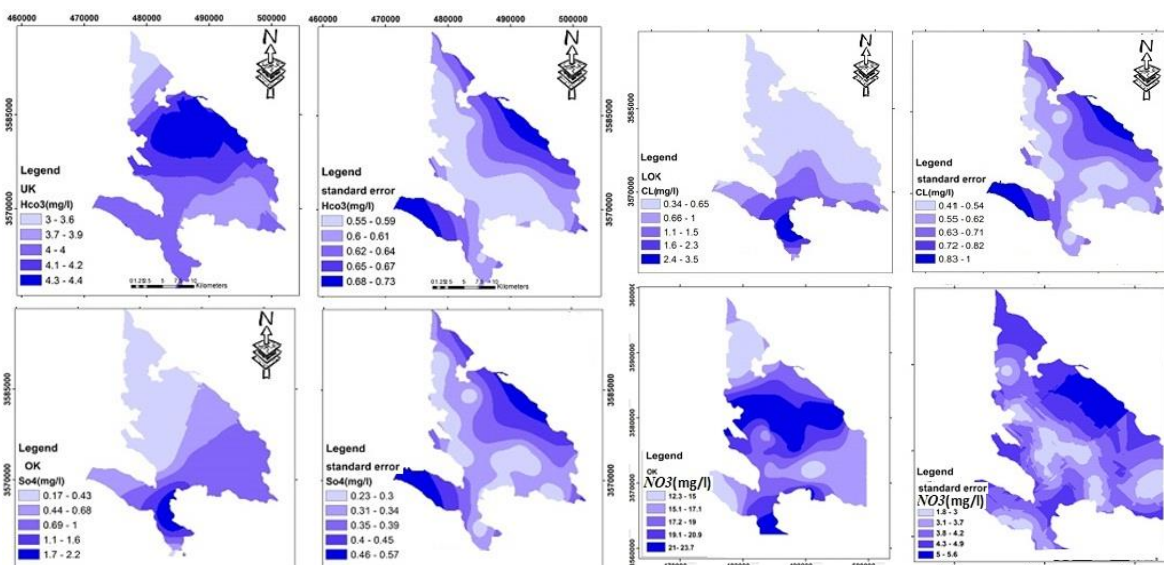 460000 470000 480000 490000 500000
460000 470000 480000 490000 500000
N
N
N
N
3585000
3570000
Legend
UK
Hco3(mg/l)
3 - 3.6
3.7 - 3.9
4 - 4
4.1 - 4.2
4.3 - 4.4
Kilometers
3585000
3570000
Legend
standard error
Hco3(mg/l)
0.55 - 0.59
0.6 - 0.61
0.62 - 0.64
0.65 - 0.67
0.68 - 0.73
Kilometers
3585000
3570000
Legend
LOK
CL(mg/l)
0.34 - 0.65
0.66 - 1
1.1 - 1.5
1.6 - 2.3
2.4 - 3.5
3585000
3570000
Legend
standard error
CL(mg/l)
0.41 - 0.54
0.55 - 0.62
0.63 - 0.71
0.72 - 0.82
0.83 - 1
N
3585000
3570000
Legend
OK
So4(mg/l)
0.17 - 0.43
0.44 - 0.68
0.69 - 1
1.1 - 1.6
1.7 - 2.2
3585000
3570000
Legend
standard error
So4(mg/l)
0.23 - 0.3
0.31 - 0.34
0.35 - 0.39
0.4 - 0.45
0.46 - 0.57
3590000
3580000
3570000
3560000
Legend
OK
NO3(mg/l)
12.3 - 15
15.1 - 17.1
17.2 - 19
19.1 - 20.9
21 - 23.7
Legend
standard error
NO3(mg/l)
1.8 - 3
3.1 - 3.7
3.8 - 4.2
4.3 - 4.9
5 - 5.6